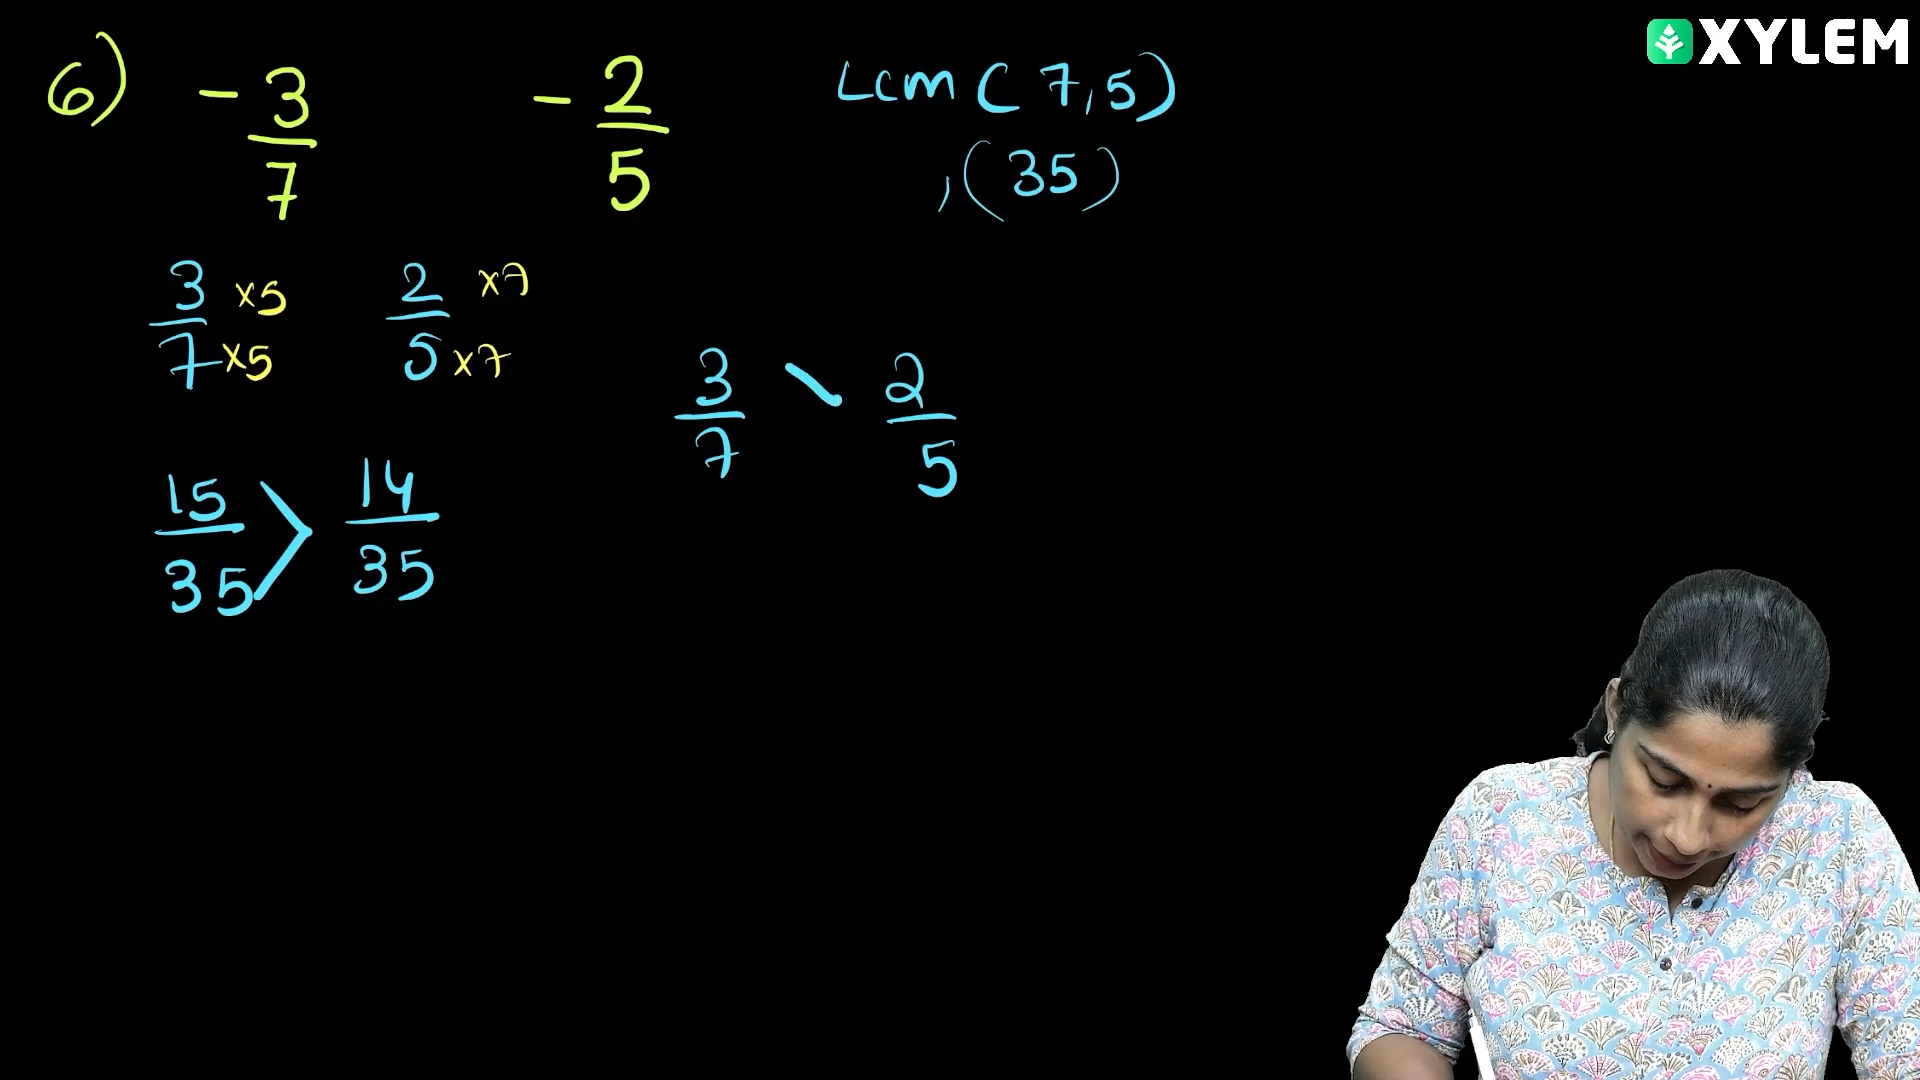 XYLEM
6) -3/7 -2/5 Lcm (7,5)
,(35)
3×5/7×5 2×7/5×7
3/7 \ 2/5
15/35 > 14/35